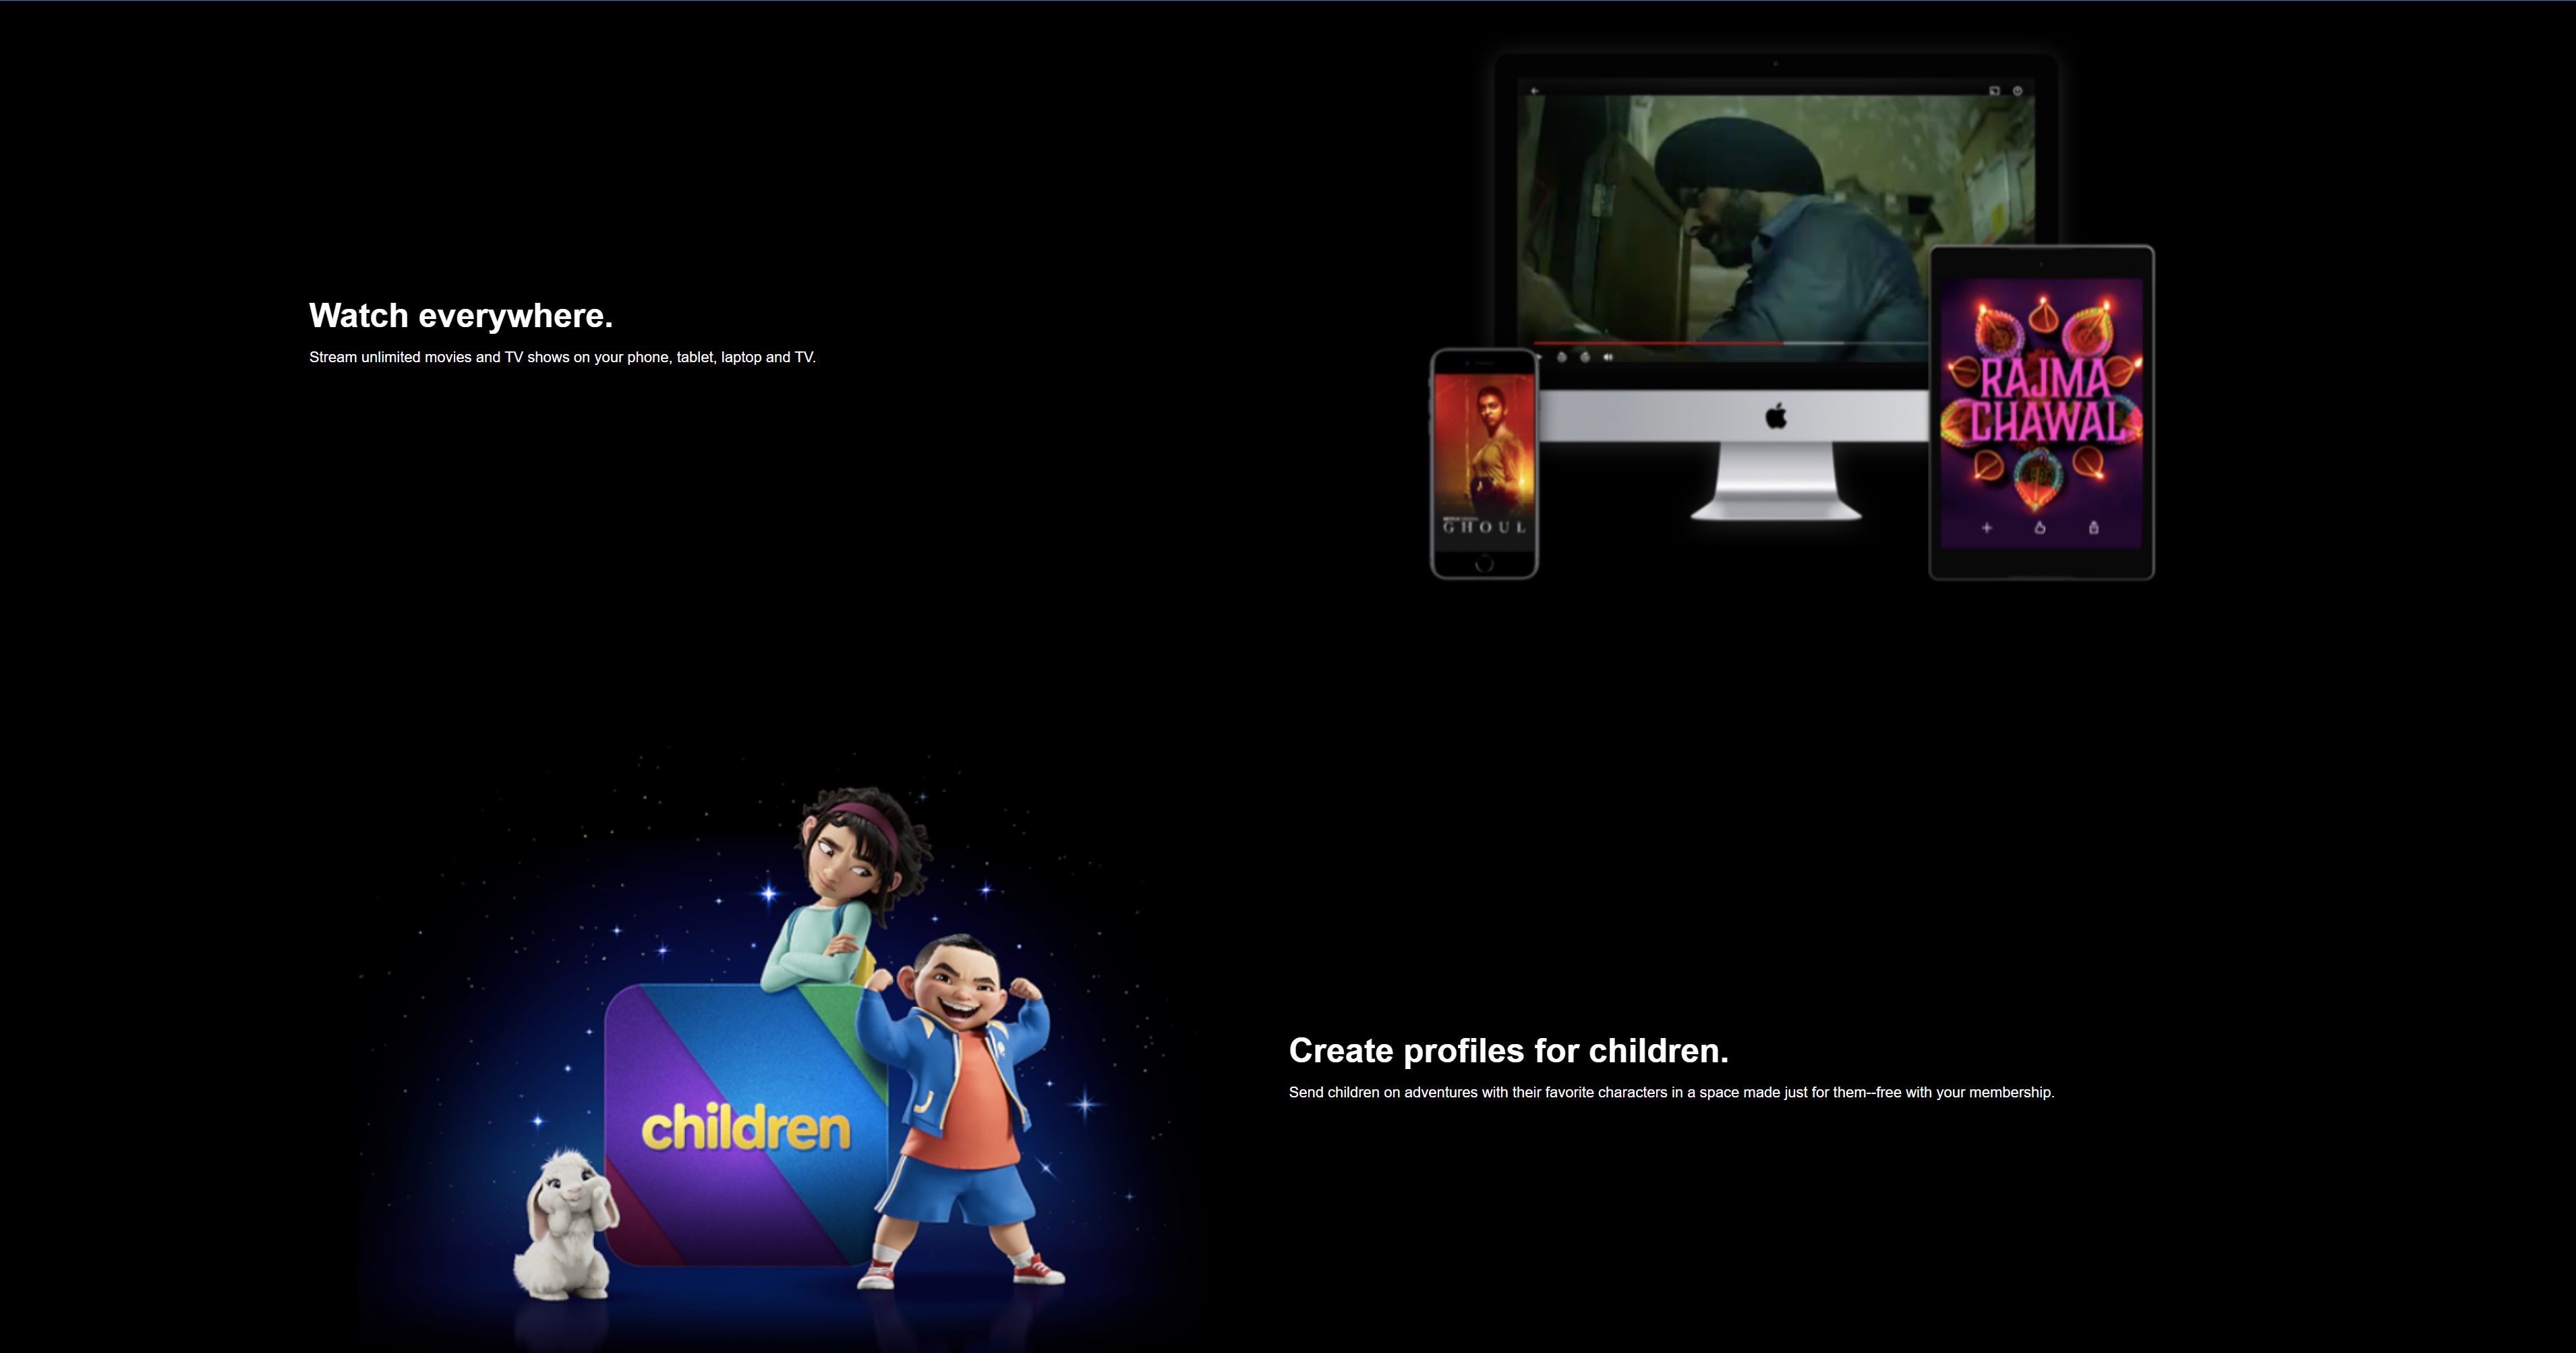 Watch everywhere.
Stream unlimited movies and TV shows on your phone, tablet, laptop and TV.
GHOUL
RAJMA
CHAWAL
children
Create profiles for children.
Send children on adventures with their favorite characters in a space made just for them--free with your membership.